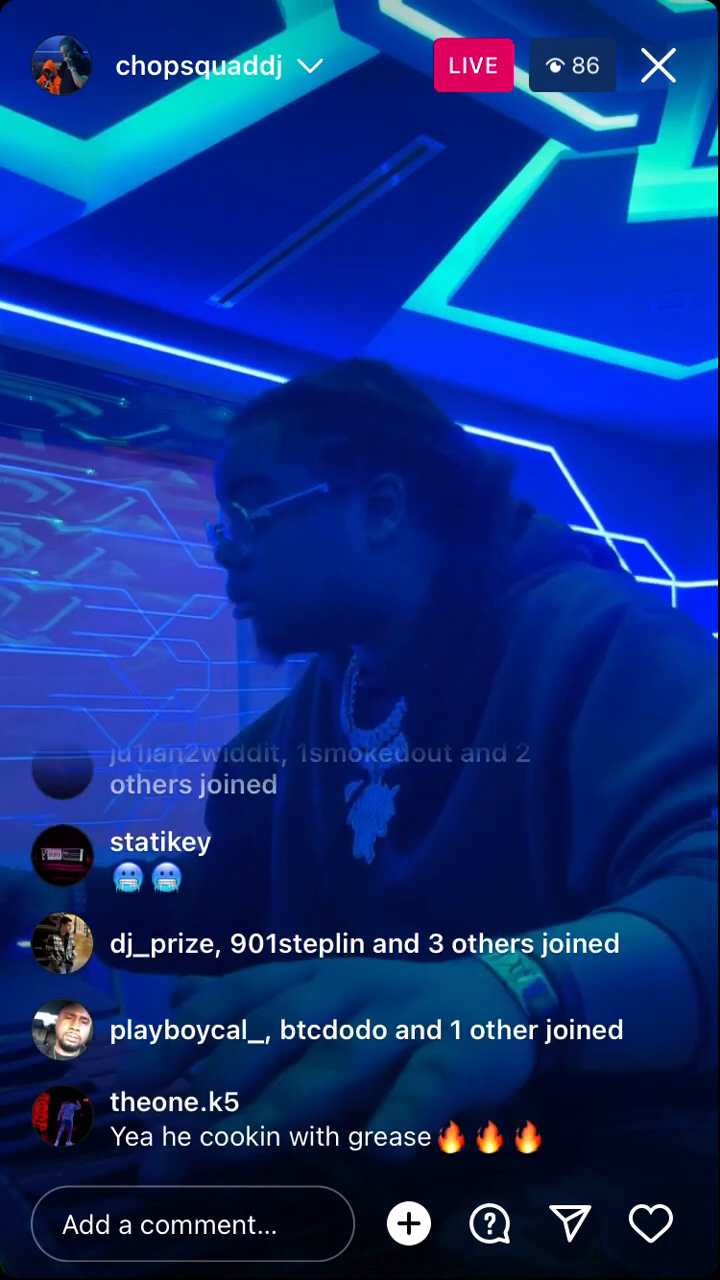 chopsquaddj
LIVE
86
ju1ian2widdit, 1smokedout and 2
others joined
statikey
🥶🥶
dj_prize, 901steplin and 3 others joined
playboycal_, btcdodo and 1 other joined
theone.k5
Yea he cookin with grease🔥🔥🔥
Add a comment...